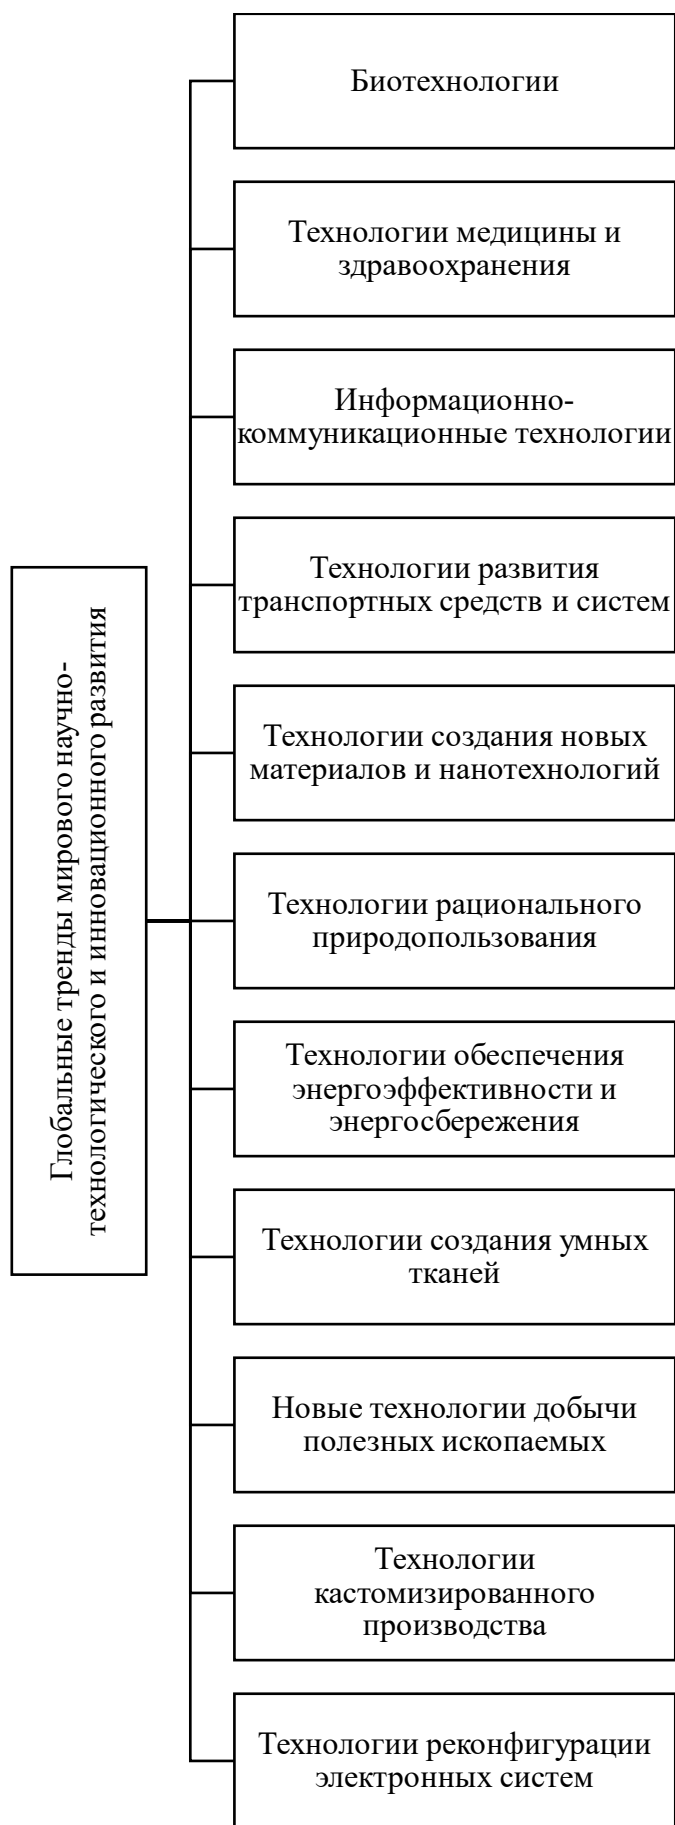 Глобальные тренды мирового научно-
технологического и инновационного развития
Биотехнологии
Технологии медицины и
здравоохранения
Информационно-
коммуникационные технологии
Технологии развития
транспортных средств и систем
Технологии создания новых
материалов и нанотехнологий
Технологии рационального
природопользования
Технологии обеспечения
энергоэффективности и
энергосбережения
Технологии создания умных
тканей
Новые технологии добычи
полезных ископаемых
Технологии
кастомизированного
производства
Технологии реконфигурации
электронных систем